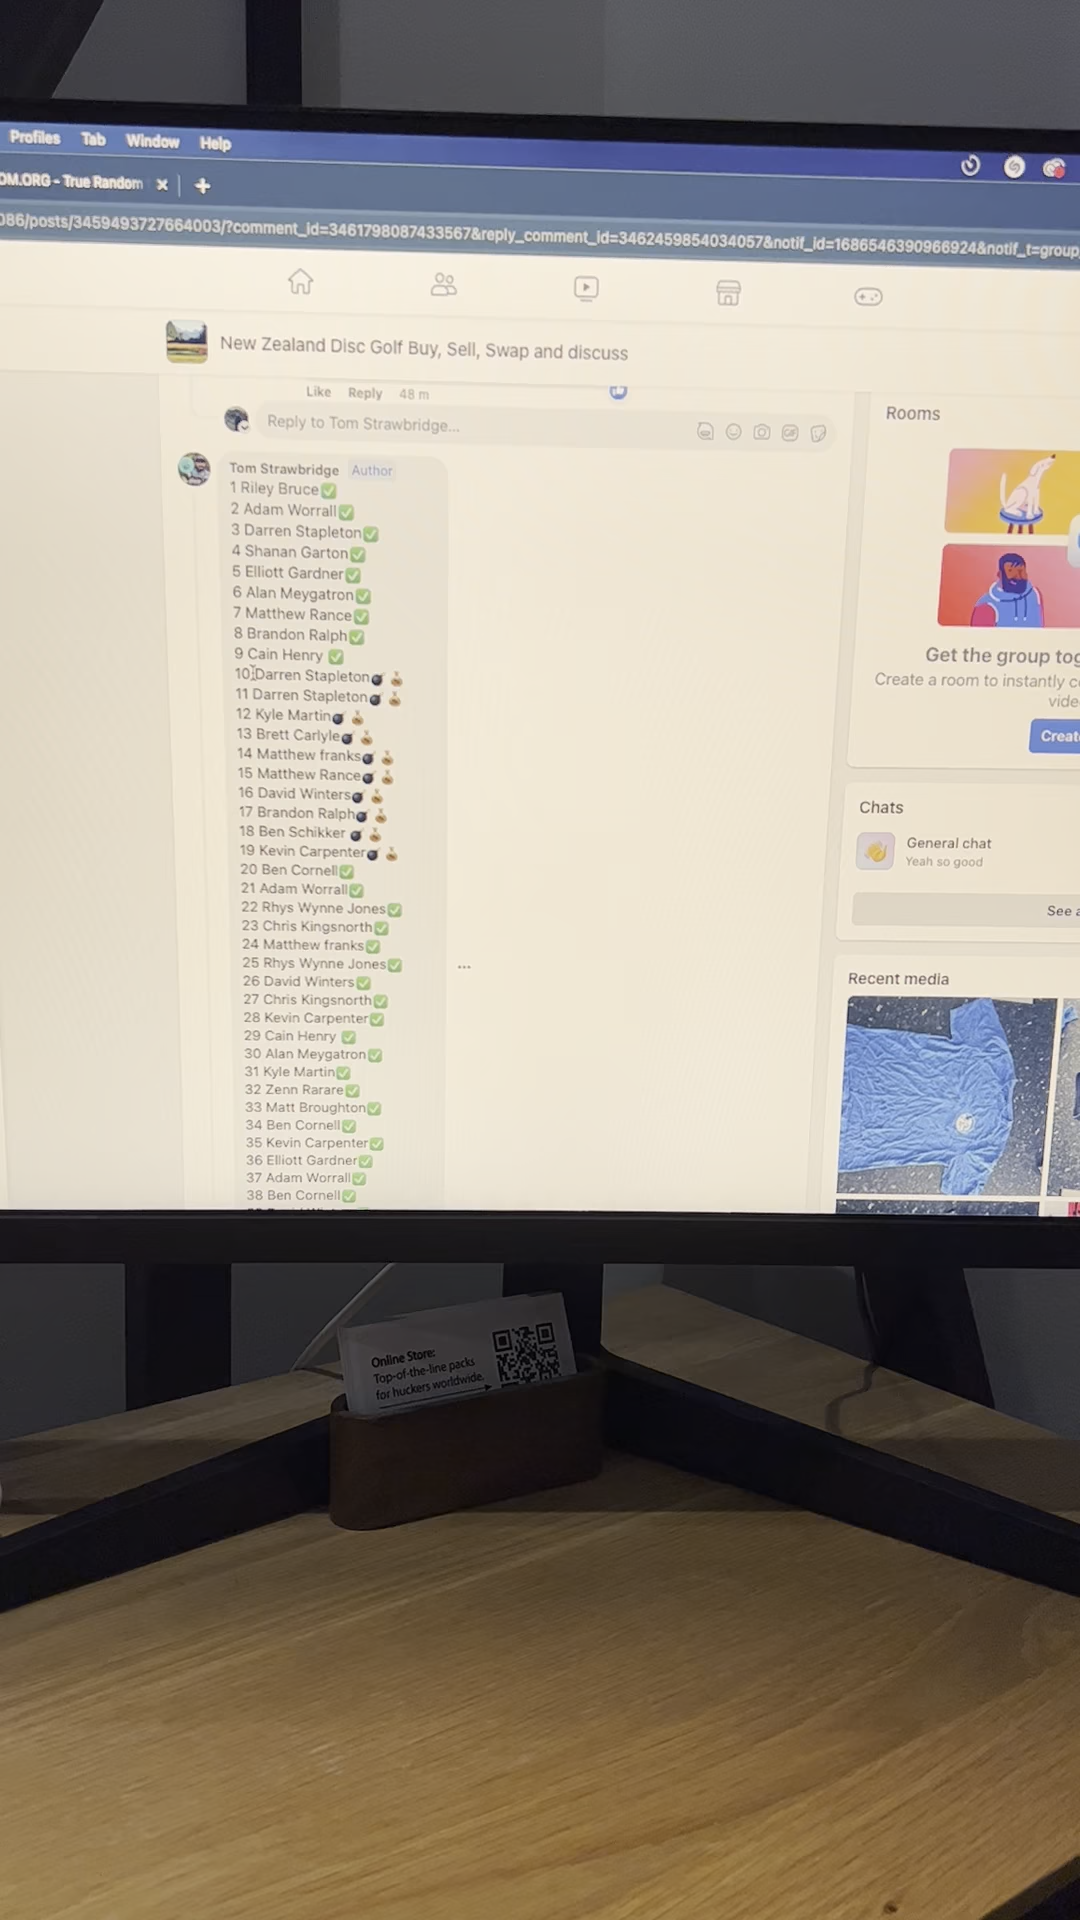 Profiles Tab Window Help
OM.ORG - True Random
086/posts/3459493727664003/?comment_id=3461798087433567&reply_comment_id=3462459854034057&notif_id=1686546390966924&notif_t=group
New Zealand Disc Golf Buy, Sell, Swap and discuss
Like Reply 48 m
Reply to Tom Strawbridge...
GIF
Tom Strawbridge Author
1 Riley Bruce✅
2 Adam Worrall✅
3 Darren Stapleton✅
4 Shanan Garton✅
5 Elliott Gardner✅
6 Alan Meygatron✅
7 Matthew Rance✅
8 Brandon Ralph✅
9 Cain Henry ✅
10 Darren Stapleton💣 💰
11 Darren Stapleton💣 💰
12 Kyle Martin💣 💰
13 Brett Carlyle💣 💰
14 Matthew franks💣 💰
15 Matthew Rance💣 💰
16 David Winters💣 💰
17 Brandon Ralph💣 💰
18 Ben Schikker 💣 💰
19 Kevin Carpenter💣 💰
20 Ben Cornell✅
21 Adam Worrall✅
22 Rhys Wynne Jones✅
23 Chris Kingsnorth✅
24 Matthew franks✅
25 Rhys Wynne Jones✅
26 David Winters✅
27 Chris Kingsnorth✅
28 Kevin Carpenter✅
29 Cain Henry ✅
30 Alan Meygatron✅
31 Kyle Martin✅
32 Zenn Rarare✅
33 Matt Broughton✅
34 Ben Cornell✅
35 Kevin Carpenter✅
36 Elliott Gardner✅
37 Adam Worrall✅
38 Ben Cornell✅
Rooms
Get the group tog
Create a room to instantly c
vide
Creat
Chats
General chat
Yeah so good
See a
Recent media
Online Store:
Top-of-the-line packs
for huckers worldwide.